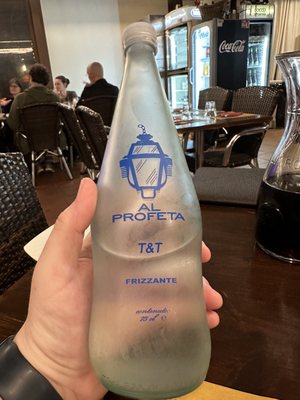 AL
PROFETA
T&T
FRIZZANTE
contenuto:
75 cl ℮
Coca-Cola